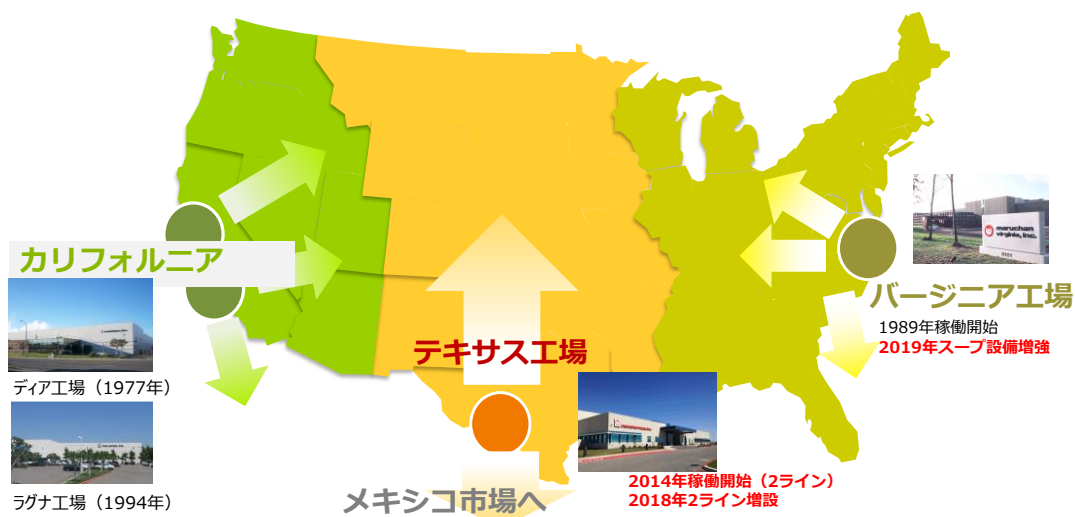 カリフォルニア
ディア工場（1977年）
ラグナ工場（1994年）
テキサス工場
2014年稼働開始（2ライン）
2018年2ライン増設
メキシコ市場へ
maruchan
virginia, inc.
バージニア工場
1989年稼働開始
2019年スープ設備増強